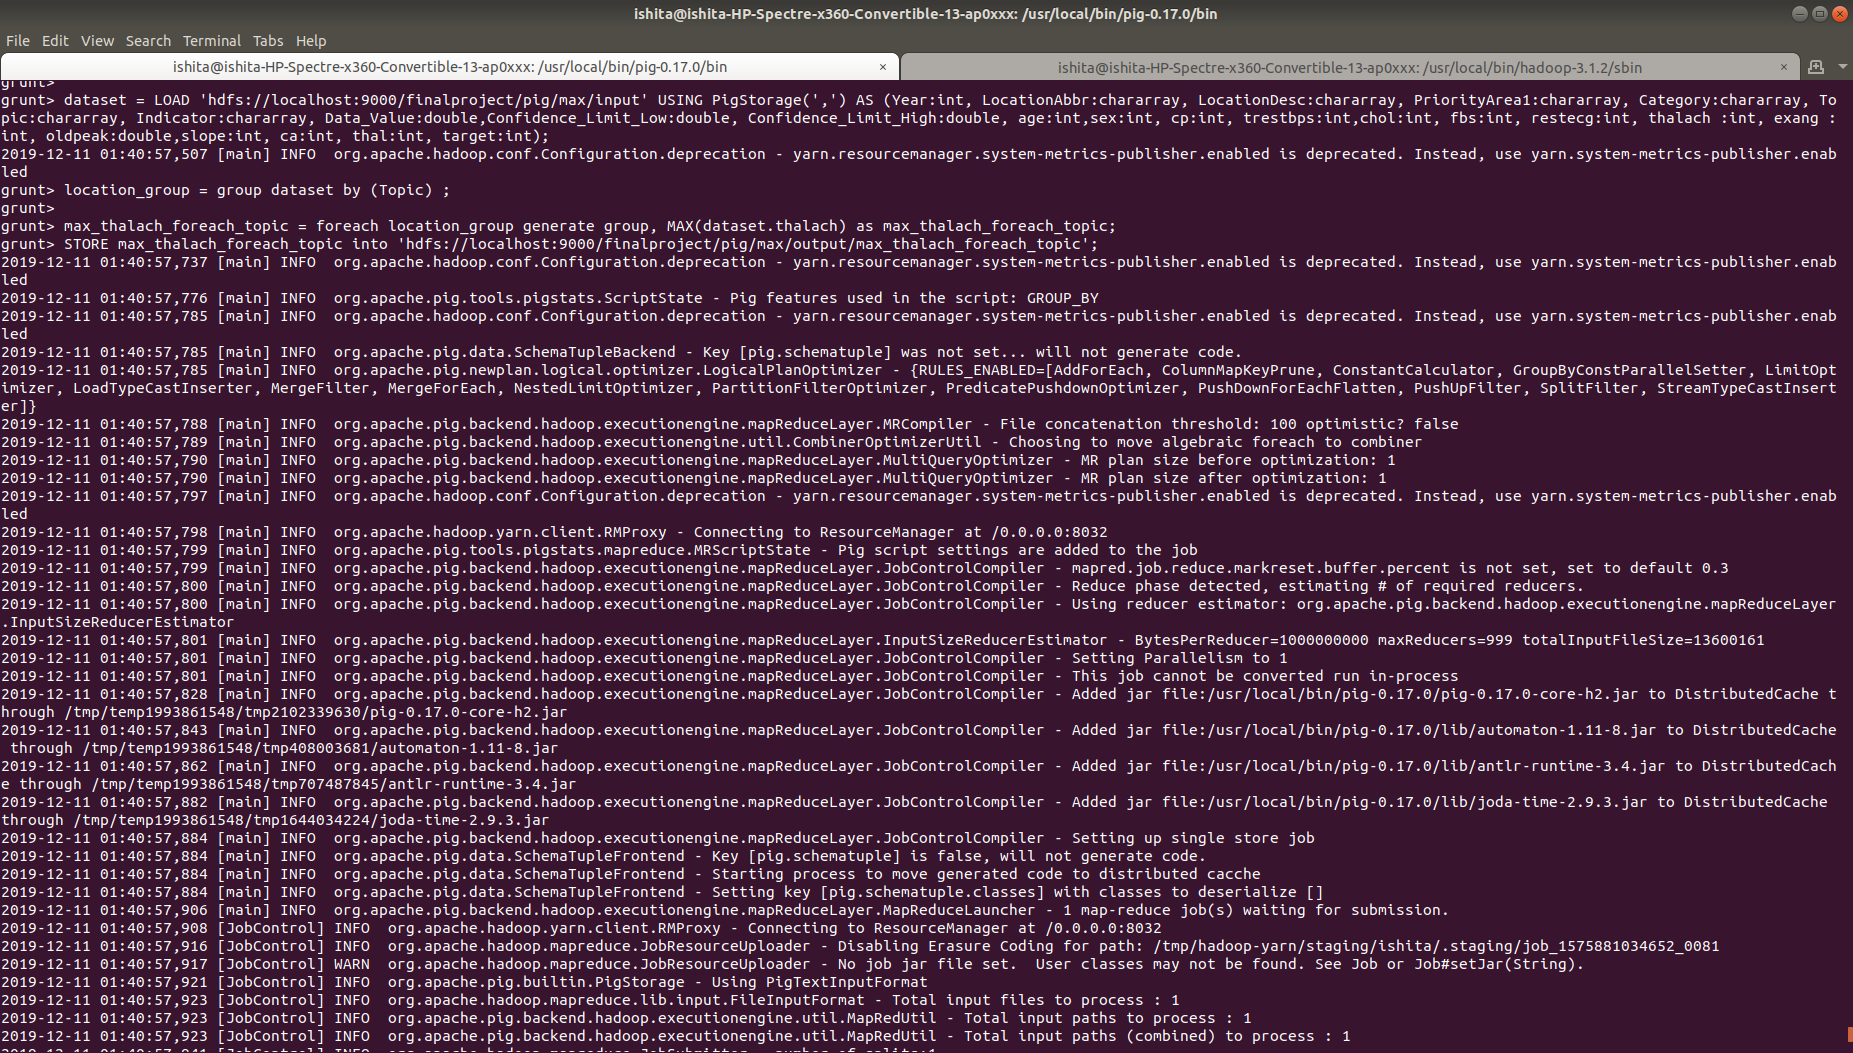 ishita@ishita-HP-Spectre-x360-Convertible-13-ap0xxx: /usr/local/bin/pig-0.17.0/bin
File Edit View Search Terminal Tabs Help
ishita@ishita-HP-Spectre-x360-Convertible-13-ap0xxx: /usr/local/bin/pig-0.17.0/bin × ishita@ishita-HP-Spectre-x360-Convertible-13-ap0xxx: /usr/local/bin/hadoop-3.1.2/sbin ×
grunt>
grunt> dataset = LOAD 'hdfs://localhost:9000/finalproject/pig/max/input' USING PigStorage(',') AS (Year:int, LocationAbbr:chararray, LocationDesc:chararray, PriorityArea1:chararray, Category:chararray, To
pic:chararray, Indicator:chararray, Data_Value:double,Confidence_Limit_Low:double, Confidence_Limit_High:double, age:int,sex:int, cp:int, trestbps:int,chol:int, fbs:int, restecg:int, thalach :int, exang :
int, oldpeak:double,slope:int, ca:int, thal:int, target:int);
2019-12-11 01:40:57,507 [main] INFO  org.apache.hadoop.conf.Configuration.deprecation - yarn.resourcemanager.system-metrics-publisher.enabled is deprecated. Instead, use yarn.system-metrics-publisher.enab
led
grunt> location_group = group dataset by (Topic) ;
grunt>
grunt> max_thalach_foreach_topic = foreach location_group generate group, MAX(dataset.thalach) as max_thalach_foreach_topic;
grunt> STORE max_thalach_foreach_topic into 'hdfs://localhost:9000/finalproject/pig/max/output/max_thalach_foreach_topic';
2019-12-11 01:40:57,737 [main] INFO  org.apache.hadoop.conf.Configuration.deprecation - yarn.resourcemanager.system-metrics-publisher.enabled is deprecated. Instead, use yarn.system-metrics-publisher.enab
led
2019-12-11 01:40:57,776 [main] INFO  org.apache.pig.tools.pigstats.ScriptState - Pig features used in the script: GROUP_BY
2019-12-11 01:40:57,785 [main] INFO  org.apache.hadoop.conf.Configuration.deprecation - yarn.resourcemanager.system-metrics-publisher.enabled is deprecated. Instead, use yarn.system-metrics-publisher.enab
led
2019-12-11 01:40:57,785 [main] INFO  org.apache.pig.data.SchemaTupleBackend - Key [pig.schematuple] was not set... will not generate code.
2019-12-11 01:40:57,785 [main] INFO  org.apache.pig.newplan.logical.optimizer.LogicalPlanOptimizer - {RULES_ENABLED=[AddForEach, ColumnMapKeyPrune, ConstantCalculator, GroupByConstParallelSetter, LimitOpt
imizer, LoadTypeCastInserter, MergeFilter, MergeForEach, NestedLimitOptimizer, PartitionFilterOptimizer, PredicatePushdownOptimizer, PushDownForEachFlatten, PushUpFilter, SplitFilter, StreamTypeCastInsert
er]}
2019-12-11 01:40:57,788 [main] INFO  org.apache.pig.backend.hadoop.executionengine.mapReduceLayer.MRCompiler - File concatenation threshold: 100 optimistic? false
2019-12-11 01:40:57,789 [main] INFO  org.apache.pig.backend.hadoop.executionengine.util.CombinerOptimizerUtil - Choosing to move algebraic foreach to combiner
2019-12-11 01:40:57,790 [main] INFO  org.apache.pig.backend.hadoop.executionengine.mapReduceLayer.MultiQueryOptimizer - MR plan size before optimization: 1
2019-12-11 01:40:57,790 [main] INFO  org.apache.pig.backend.hadoop.executionengine.mapReduceLayer.MultiQueryOptimizer - MR plan size after optimization: 1
2019-12-11 01:40:57,797 [main] INFO  org.apache.hadoop.conf.Configuration.deprecation - yarn.resourcemanager.system-metrics-publisher.enabled is deprecated. Instead, use yarn.system-metrics-publisher.enab
led
2019-12-11 01:40:57,798 [main] INFO  org.apache.hadoop.yarn.client.RMProxy - Connecting to ResourceManager at /0.0.0.0:8032
2019-12-11 01:40:57,799 [main] INFO  org.apache.pig.tools.pigstats.mapreduce.MRScriptState - Pig script settings are added to the job
2019-12-11 01:40:57,799 [main] INFO  org.apache.pig.backend.hadoop.executionengine.mapReduceLayer.JobControlCompiler - mapred.job.reduce.markreset.buffer.percent is not set, set to default 0.3
2019-12-11 01:40:57,800 [main] INFO  org.apache.pig.backend.hadoop.executionengine.mapReduceLayer.JobControlCompiler - Reduce phase detected, estimating # of required reducers.
2019-12-11 01:40:57,800 [main] INFO  org.apache.pig.backend.hadoop.executionengine.mapReduceLayer.JobControlCompiler - Using reducer estimator: org.apache.pig.backend.hadoop.executionengine.mapReduceLayer
.InputSizeReducerEstimator
2019-12-11 01:40:57,801 [main] INFO  org.apache.pig.backend.hadoop.executionengine.mapReduceLayer.InputSizeReducerEstimator - BytesPerReducer=1000000000 maxReducers=999 totalInputFileSize=13600161
2019-12-11 01:40:57,801 [main] INFO  org.apache.pig.backend.hadoop.executionengine.mapReduceLayer.JobControlCompiler - Setting Parallelism to 1
2019-12-11 01:40:57,801 [main] INFO  org.apache.pig.backend.hadoop.executionengine.mapReduceLayer.JobControlCompiler - This job cannot be converted run in-process
2019-12-11 01:40:57,828 [main] INFO  org.apache.pig.backend.hadoop.executionengine.mapReduceLayer.JobControlCompiler - Added jar file:/usr/local/bin/pig-0.17.0/pig-0.17.0-core-h2.jar to DistributedCache t
hrough /tmp/temp1993861548/tmp2102339630/pig-0.17.0-core-h2.jar
2019-12-11 01:40:57,843 [main] INFO  org.apache.pig.backend.hadoop.executionengine.mapReduceLayer.JobControlCompiler - Added jar file:/usr/local/bin/pig-0.17.0/lib/automaton-1.11-8.jar to DistributedCache
 through /tmp/temp1993861548/tmp408003681/automaton-1.11-8.jar
2019-12-11 01:40:57,862 [main] INFO  org.apache.pig.backend.hadoop.executionengine.mapReduceLayer.JobControlCompiler - Added jar file:/usr/local/bin/pig-0.17.0/lib/antlr-runtime-3.4.jar to DistributedCach
e through /tmp/temp1993861548/tmp707487845/antlr-runtime-3.4.jar
2019-12-11 01:40:57,882 [main] INFO  org.apache.pig.backend.hadoop.executionengine.mapReduceLayer.JobControlCompiler - Added jar file:/usr/local/bin/pig-0.17.0/lib/joda-time-2.9.3.jar to DistributedCache
through /tmp/temp1993861548/tmp1644034224/joda-time-2.9.3.jar
2019-12-11 01:40:57,884 [main] INFO  org.apache.pig.backend.hadoop.executionengine.mapReduceLayer.JobControlCompiler - Setting up single store job
2019-12-11 01:40:57,884 [main] INFO  org.apache.pig.data.SchemaTupleFrontend - Key [pig.schematuple] is false, will not generate code.
2019-12-11 01:40:57,884 [main] INFO  org.apache.pig.data.SchemaTupleFrontend - Starting process to move generated code to distributed cacche
2019-12-11 01:40:57,884 [main] INFO  org.apache.pig.data.SchemaTupleFrontend - Setting key [pig.schematuple.classes] with classes to deserialize []
2019-12-11 01:40:57,906 [main] INFO  org.apache.pig.backend.hadoop.executionengine.mapReduceLayer.MapReduceLauncher - 1 map-reduce job(s) waiting for submission.
2019-12-11 01:40:57,908 [JobControl] INFO  org.apache.hadoop.yarn.client.RMProxy - Connecting to ResourceManager at /0.0.0.0:8032
2019-12-11 01:40:57,916 [JobControl] INFO  org.apache.hadoop.mapreduce.JobResourceUploader - Disabling Erasure Coding for path: /tmp/hadoop-yarn/staging/ishita/.staging/job_1575881034652_0081
2019-12-11 01:40:57,917 [JobControl] WARN  org.apache.hadoop.mapreduce.JobResourceUploader - No job jar file set.  User classes may not be found. See Job or Job#setJar(String).
2019-12-11 01:40:57,921 [JobControl] INFO  org.apache.pig.builtin.PigStorage - Using PigTextInputFormat
2019-12-11 01:40:57,923 [JobControl] INFO  org.apache.hadoop.mapreduce.lib.input.FileInputFormat - Total input files to process : 1
2019-12-11 01:40:57,923 [JobControl] INFO  org.apache.pig.backend.hadoop.executionengine.util.MapRedUtil - Total input paths to process : 1
2019-12-11 01:40:57,923 [JobControl] INFO  org.apache.pig.backend.hadoop.executionengine.util.MapRedUtil - Total input paths (combined) to process : 1